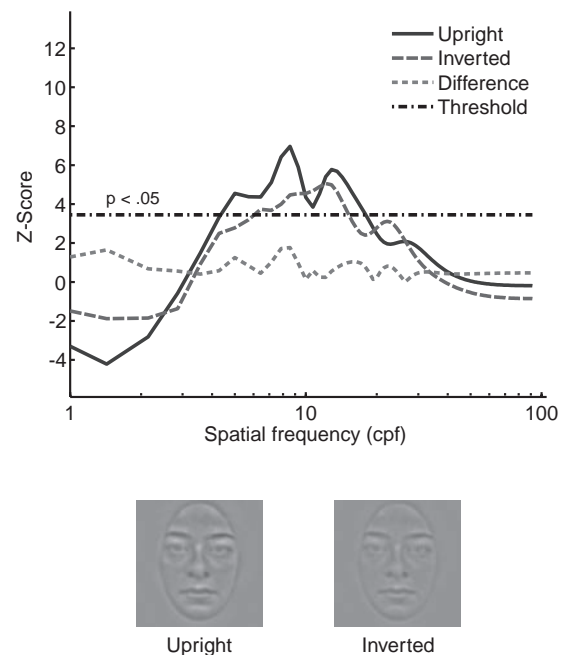 Upright
Inverted
Difference
Threshold
12
10
8
6
4
2
0
-2
-4
Z-Score
p < .05
1
10
100
Spatial frequency (cpf)
Upright
Inverted